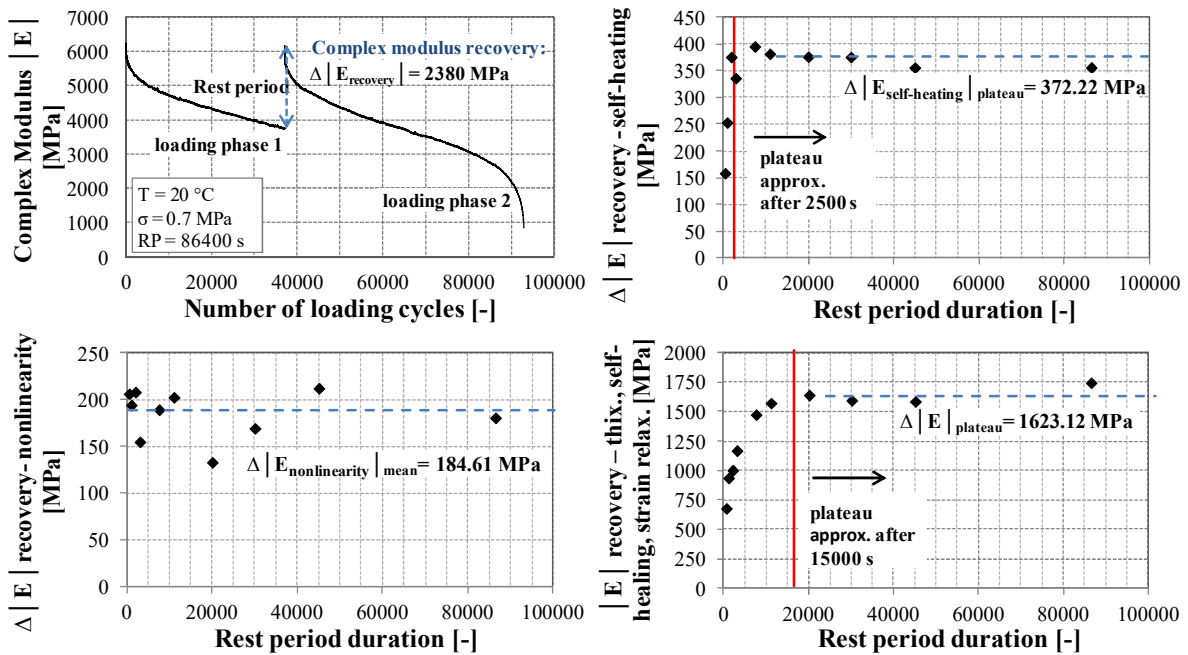 Complex Modulus |E|
[MPa]
7000
6000
5000
4000
3000
2000
1000
0
Complex modulus recovery:
Δ|E recovery| = 2380 MPa
Rest period
loading phase 1
loading phase 2
T = 20 °C
σ = 0.7 MPa
RP = 86400 s
0 20000 40000 60000 80000 100000
Number of loading cycles [-]
Δ|E| recovery - self-heating
[MPa]
450
400
350
300
250
200
150
100
50
0
Δ|E self-heating| plateau = 372.22 MPa
plateau
approx.
after 2500 s
0 20000 40000 60000 80000 100000
Rest period duration [-]
Δ|E| recovery - nonlinearity
[MPa]
250
200
150
100
50
0
Δ|E nonlinearity| mean = 184.61 MPa
0 20000 40000 60000 80000 100000
Rest period duration [-]
|E| recovery – thix., self-
healing, strain relax. [MPa]
2000
1750
1500
1250
1000
750
500
250
0
Δ|E| plateau = 1623.12 MPa
plateau
approx. after
15000 s
0 20000 40000 60000 80000 100000
Rest period duration [-]